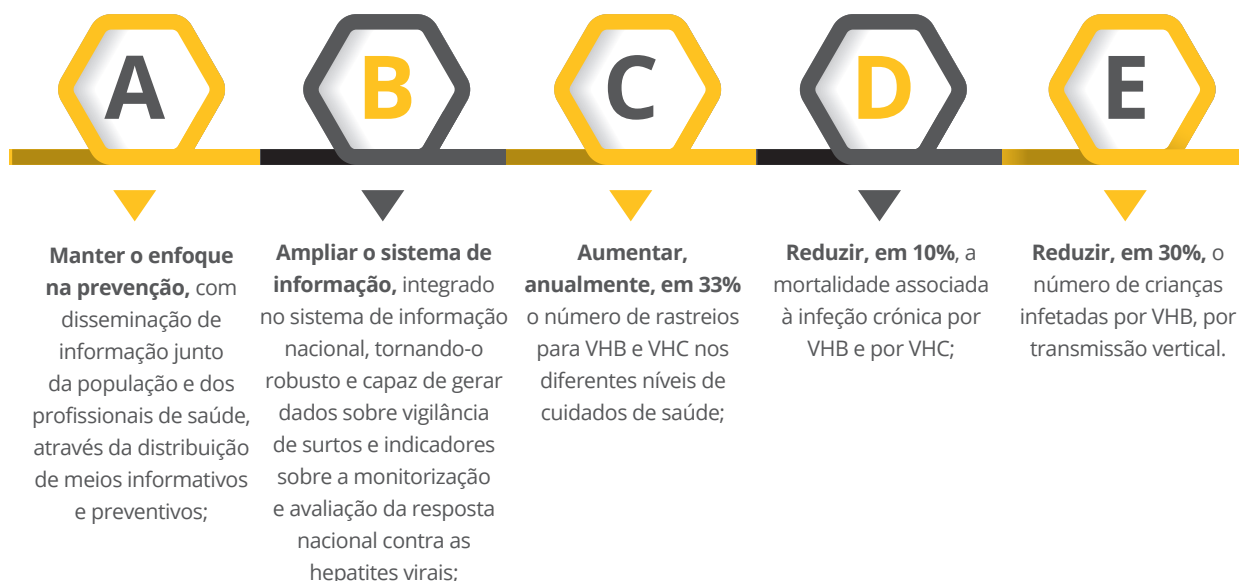 A
B
C
D
E
Manter o enfoque
na prevenção, com
disseminação de
informação junto
da população e dos
profissionais de saúde,
através da distribuição
de meios informativos
e preventivos;
Ampliar o sistema de
informação, integrado
no sistema de informação
nacional, tornando-o
robusto e capaz de gerar
dados sobre vigilância
de surtos e indicadores
sobre a monitorização
e avaliação da resposta
nacional contra as
hepatites virais;
Aumentar,
anualmente, em 33%
o número de rastreios
para VHB e VHC nos
diferentes níveis de
cuidados de saúde;
Reduzir, em 10%, a
mortalidade associada
à infeção crónica por
VHB e por VHC;
Reduzir, em 30%, o
número de crianças
infetadas por VHB, por
transmissão vertical.